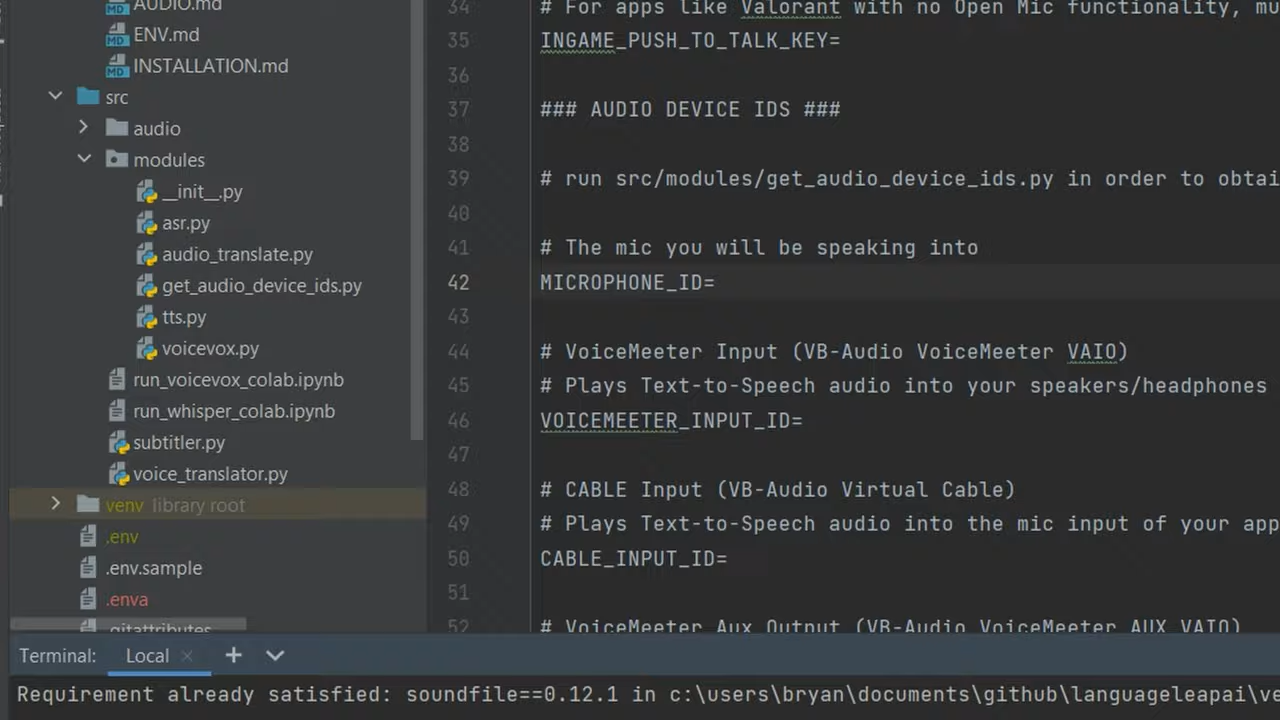 AUDIO.md
ENV.md
INSTALLATION.md
src
audio
modules
__init__.py
asr.py
audio_translate.py
get_audio_device_ids.py
tts.py
voicevox.py
run_voicevox_colab.ipynb
run_whisper_colab.ipynb
subtitler.py
voice_translator.py
venv library root
.env
.env.sample
.enva
.gitattributes
34 # For apps like Valorant with no Open Mic functionality, mu
35 INGAME_PUSH_TO_TALK_KEY=
36
37 ### AUDIO DEVICE IDS ###
38
39 # run src/modules/get_audio_device_ids.py in order to obtai
40
41 # The mic you will be speaking into
42 MICROPHONE_ID=
43
44 # VoiceMeeter Input (VB-Audio VoiceMeeter VAIO)
45 # Plays Text-to-Speech audio into your speakers/headphones
46 VOICEMEETER_INPUT_ID=
47
48 # CABLE Input (VB-Audio Virtual Cable)
49 # Plays Text-to-Speech audio into the mic input of your app
50 CABLE_INPUT_ID=
51
52 # VoiceMeeter Aux Output (VB-Audio VoiceMeeter AUX VAIO)
Terminal: Local × +
Requirement already satisfied: soundfile==0.12.1 in c:\users\bryan\documents\github\languageleapai\ve